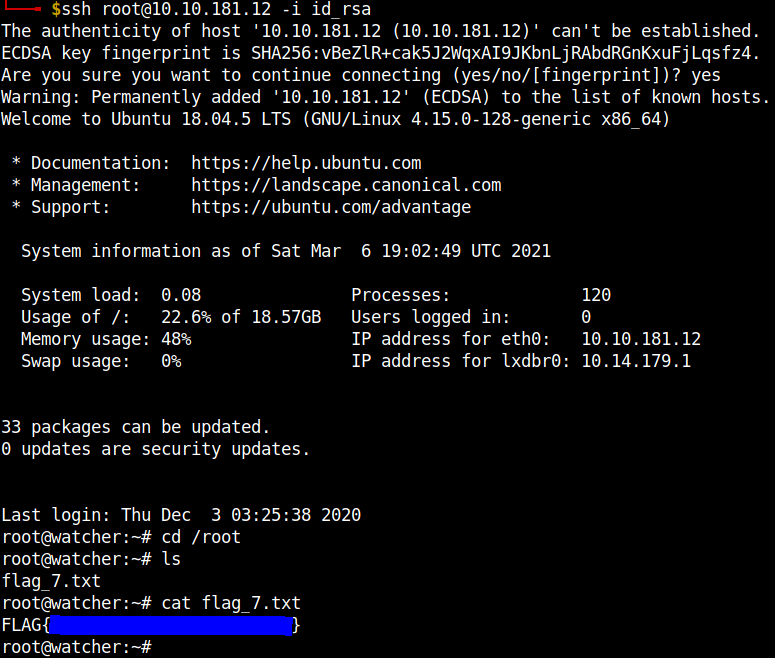 $ssh root@10.10.181.12 -i id_rsa
The authenticity of host '10.10.181.12 (10.10.181.12)' can't be established.
ECDSA key fingerprint is SHA256:vBeZlR+cak5J2WqxAI9JKbnLjRAbdRGnKxuFjLqsfz4.
Are you sure you want to continue connecting (yes/no/[fingerprint])? yes
Warning: Permanently added '10.10.181.12' (ECDSA) to the list of known hosts.
Welcome to Ubuntu 18.04.5 LTS (GNU/Linux 4.15.0-128-generic x86_64)
* Documentation:  https://help.ubuntu.com
* Management:     https://landscape.canonical.com
* Support:        https://ubuntu.com/advantage
System information as of Sat Mar  6 19:02:49 UTC 2021
System load:  0.08               Processes:             120
Usage of /:   22.6% of 18.57GB   Users logged in:       0
Memory usage: 48%                IP address for eth0:   10.10.181.12
Swap usage:   0%                 IP address for lxdbr0: 10.14.179.1
33 packages can be updated.
0 updates are security updates.
Last login: Thu Dec  3 03:25:38 2020
root@watcher:~# cd /root
root@watcher:~# ls
flag_7.txt
root@watcher:~# cat flag_7.txt
FLAG{}
root@watcher:~#